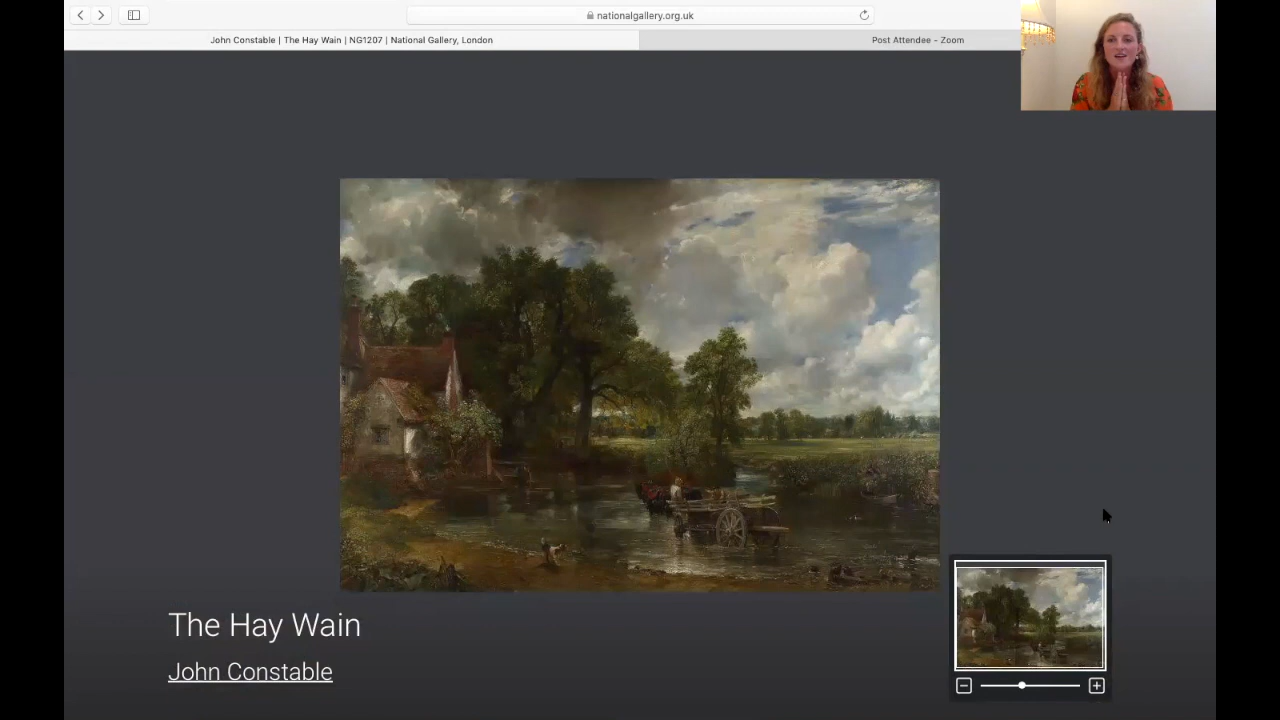 nationalgallery.org.uk
John Constable | The Hay Wain | NG1207 | National Gallery, London
Post Attendee - Zoom
The Hay Wain
John Constable